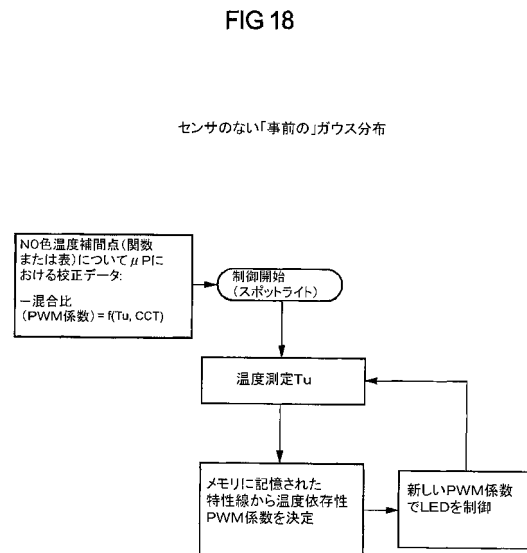 FIG 18
センサのない「事前の」ガウス分布
N0色温度補間点(関数
または表)についてμPに
おける校正データ:
－混合比
(PWM係数)= f(Tu, CCT)
制御開始
(スポットライト)
温度測定Tu
メモリに記憶された
特性線から温度依存性
PWM係数を決定
新しいPWM係数
でLEDを制御